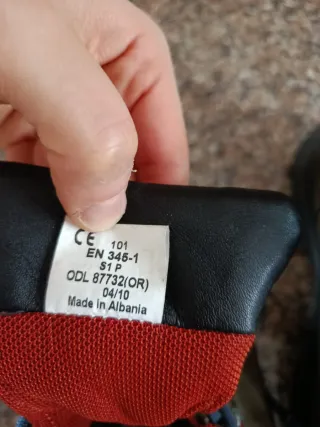 CE 101
EN 345-1
S1 P
ODL 87732(OR)
04/10
Made in Albania